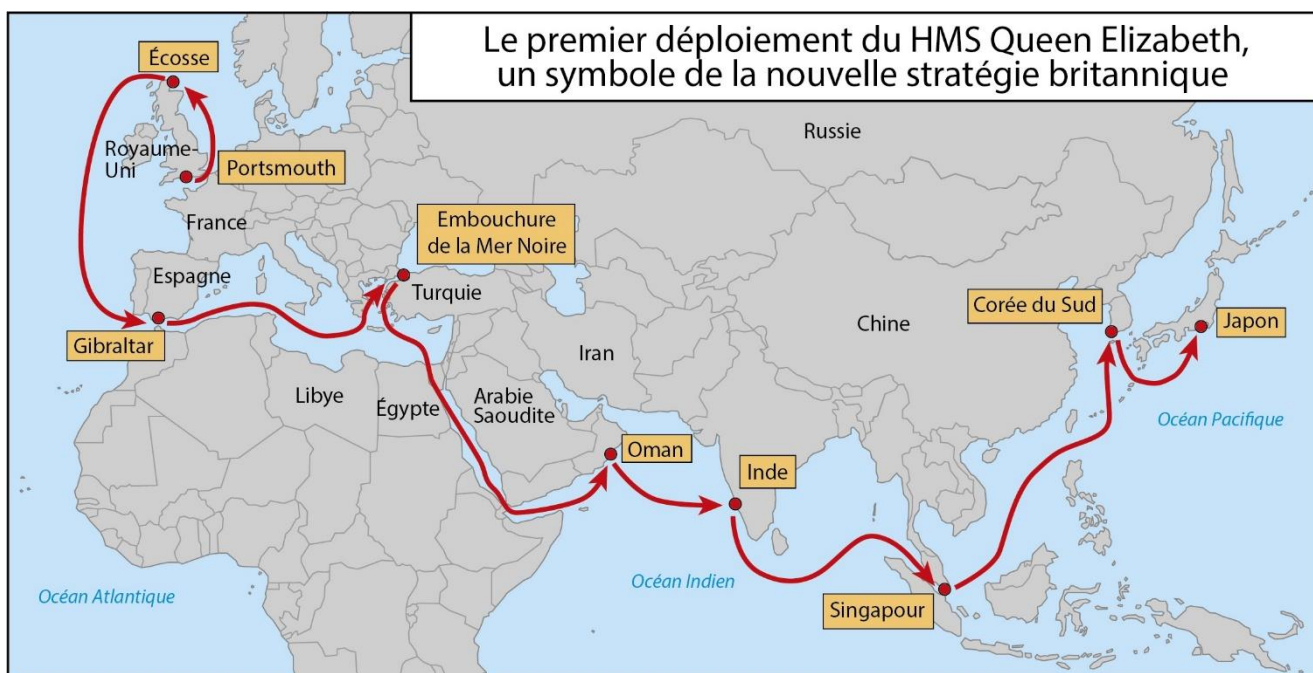 Le premier déploiement du HMS Queen Elizabeth,
un symbole de la nouvelle stratégie britannique
Écosse
Russie
Royaume-
Uni
Portsmouth
France
Embouchure
de la Mer Noire
Espagne
Turquie
Gibraltar
Corée du Sud
Japon
Chine
Iran
Libye
Égypte
Arabie
Saoudite
Océan Pacifique
Oman
Inde
Océan Indien
Océan Atlantique
Singapour